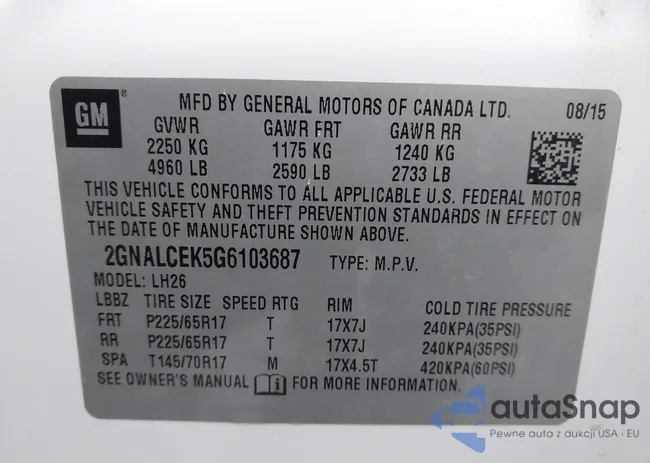 GM ®
MFD BY GENERAL MOTORS OF CANADA LTD. 08/15
GVWR GAWR FRT GAWR RR
2250 KG 1175 KG 1240 KG
4960 LB 2590 LB 2733 LB
THIS VEHICLE CONFORMS TO ALL APPLICABLE U.S. FEDERAL MOTOR
VEHICLE SAFETY AND THEFT PREVENTION STANDARDS IN EFFECT ON
THE DATE OF MANUFACTURE SHOWN ABOVE.
2GNALCEK5G6103687 TYPE: M.P.V.
MODEL: LH26
LBBZ TIRE SIZE SPEED RTG RIM COLD TIRE PRESSURE
FRT P225/65R17 T 17X7J 240KPA(35PSI)
RR P225/65R17 T 17X7J 240KPA(35PSI)
SPA T145/70R17 M 17X4.5T 420KPA(60PSI)
SEE OWNER'S MANUAL i FOR MORE INFORMATION.
autaSnap
Pewne auta z aukcji USA i EU